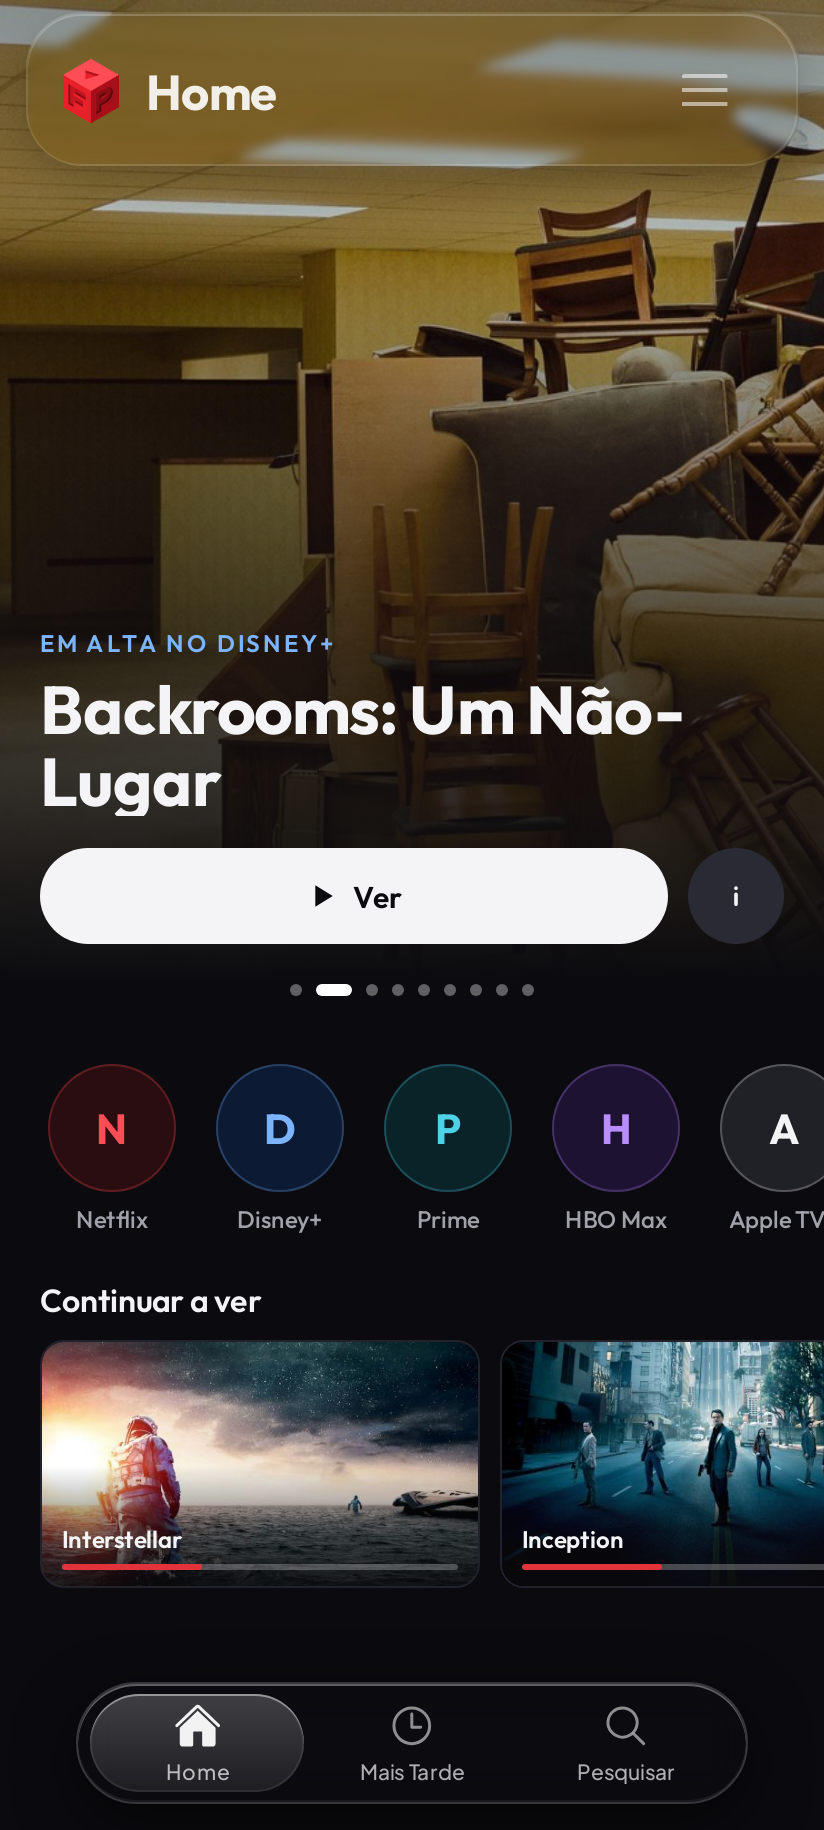 Home
EM ALTA NO DISNEY+
Backrooms: Um Não-
Lugar
Ver
i
N
D
P
H
A
Netflix
Disney+
Prime
HBO Max
Apple TV
Continuar a ver
Interstellar
Inception
Home
Mais Tarde
Pesquisar